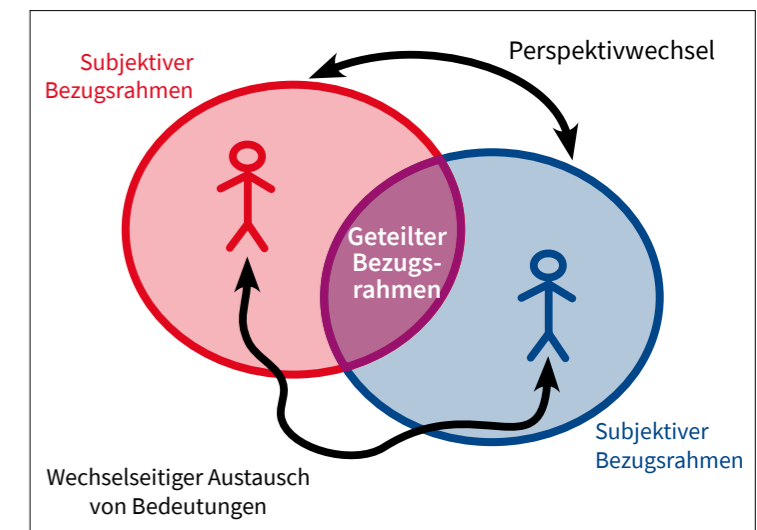 Perspektivwechsel
Subjektiver
Bezugsrahmen
Geteilter
Bezugs-
rahmen
Subjektiver
Bezugsrahmen
Wechselseitiger Austausch
von Bedeutungen